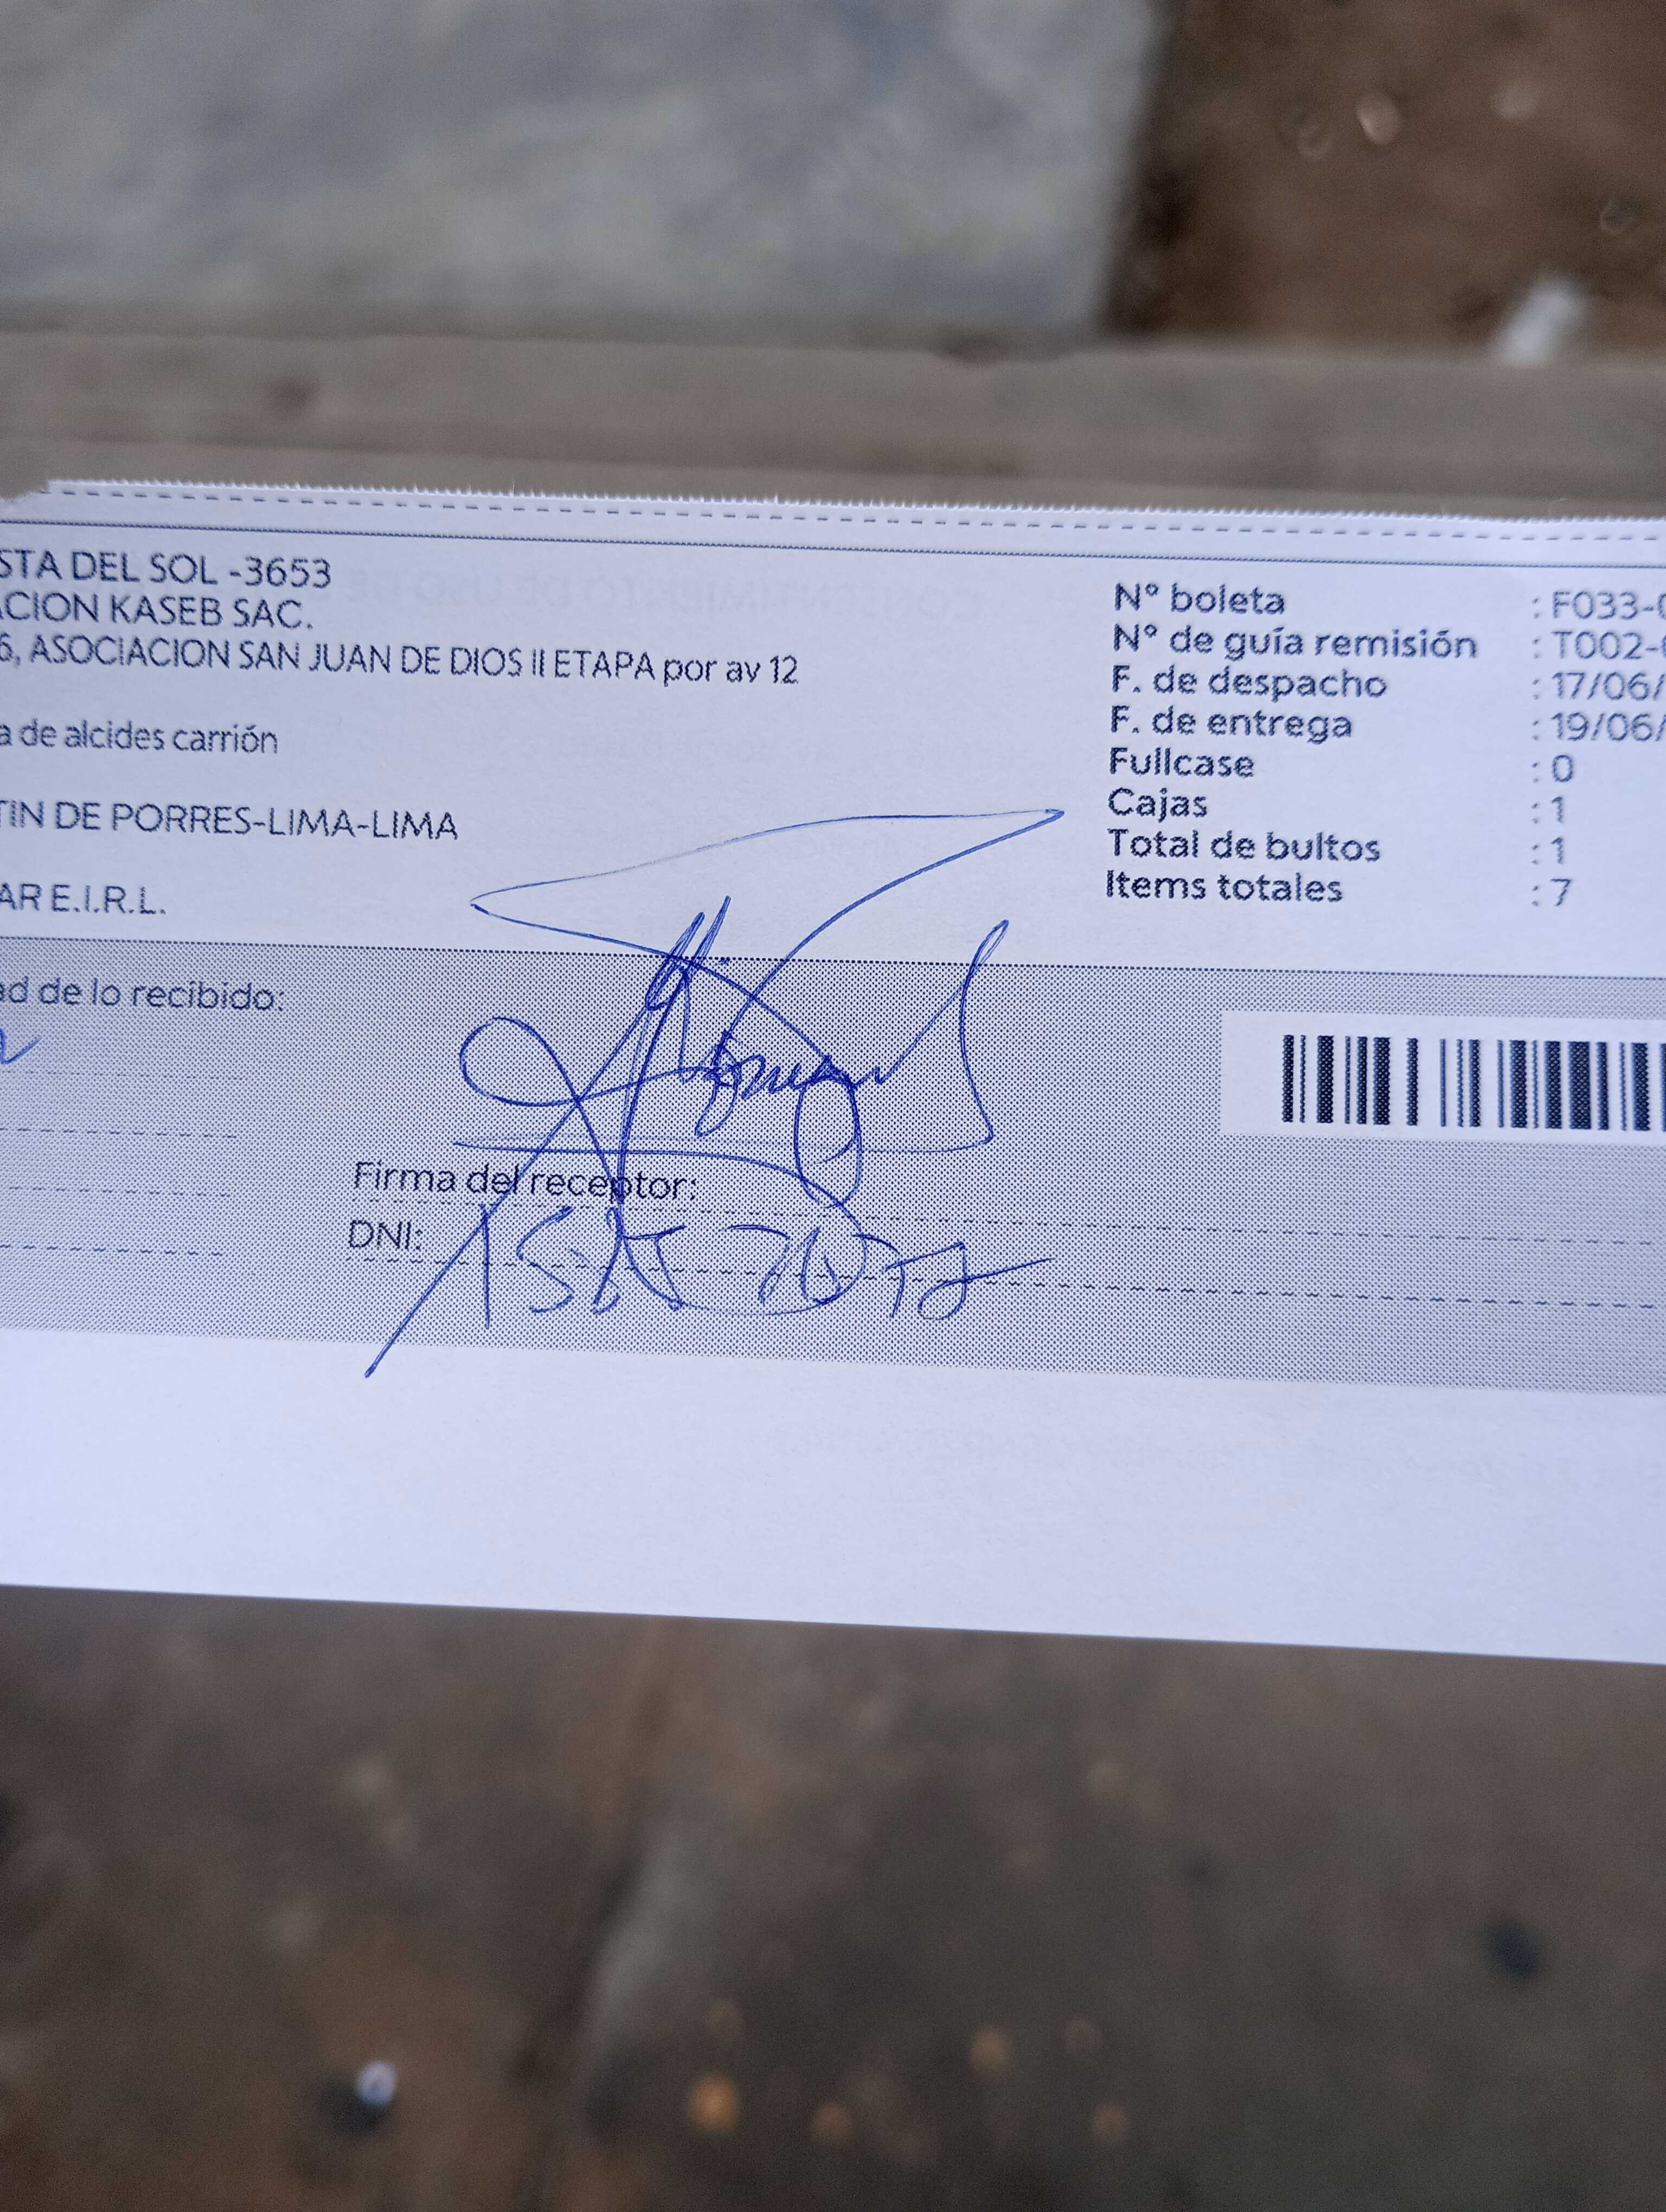 STA DEL SOL -3653
ACION KASEB SAC.
6, ASOCIACION SAN JUAN DE DIOS II ETAPA por av 12
a de alcides carrión
TIN DE PORRES-LIMA-LIMA
AR E.I.R.L.
N° boleta : F033-0
N° de guía remisión : T002-0
F. de despacho : 17/06/
F. de entrega : 19/06/
Fullcase : 0
Cajas : 1
Total de bultos : 1
Items totales : 7
ad de lo recibido:
Firma del receptor:
DNI: